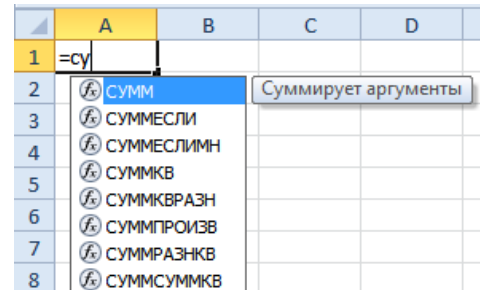 A B C D
1 =су
2 СУММ Суммирует аргументы
3 СУММЕСЛИ
4 СУММЕСЛИМН
5 СУММКВ
СУММКВРАЗН
6 СУММПРОИЗВ
7 СУММРАЗНКВ
8 СУММСУММКВ